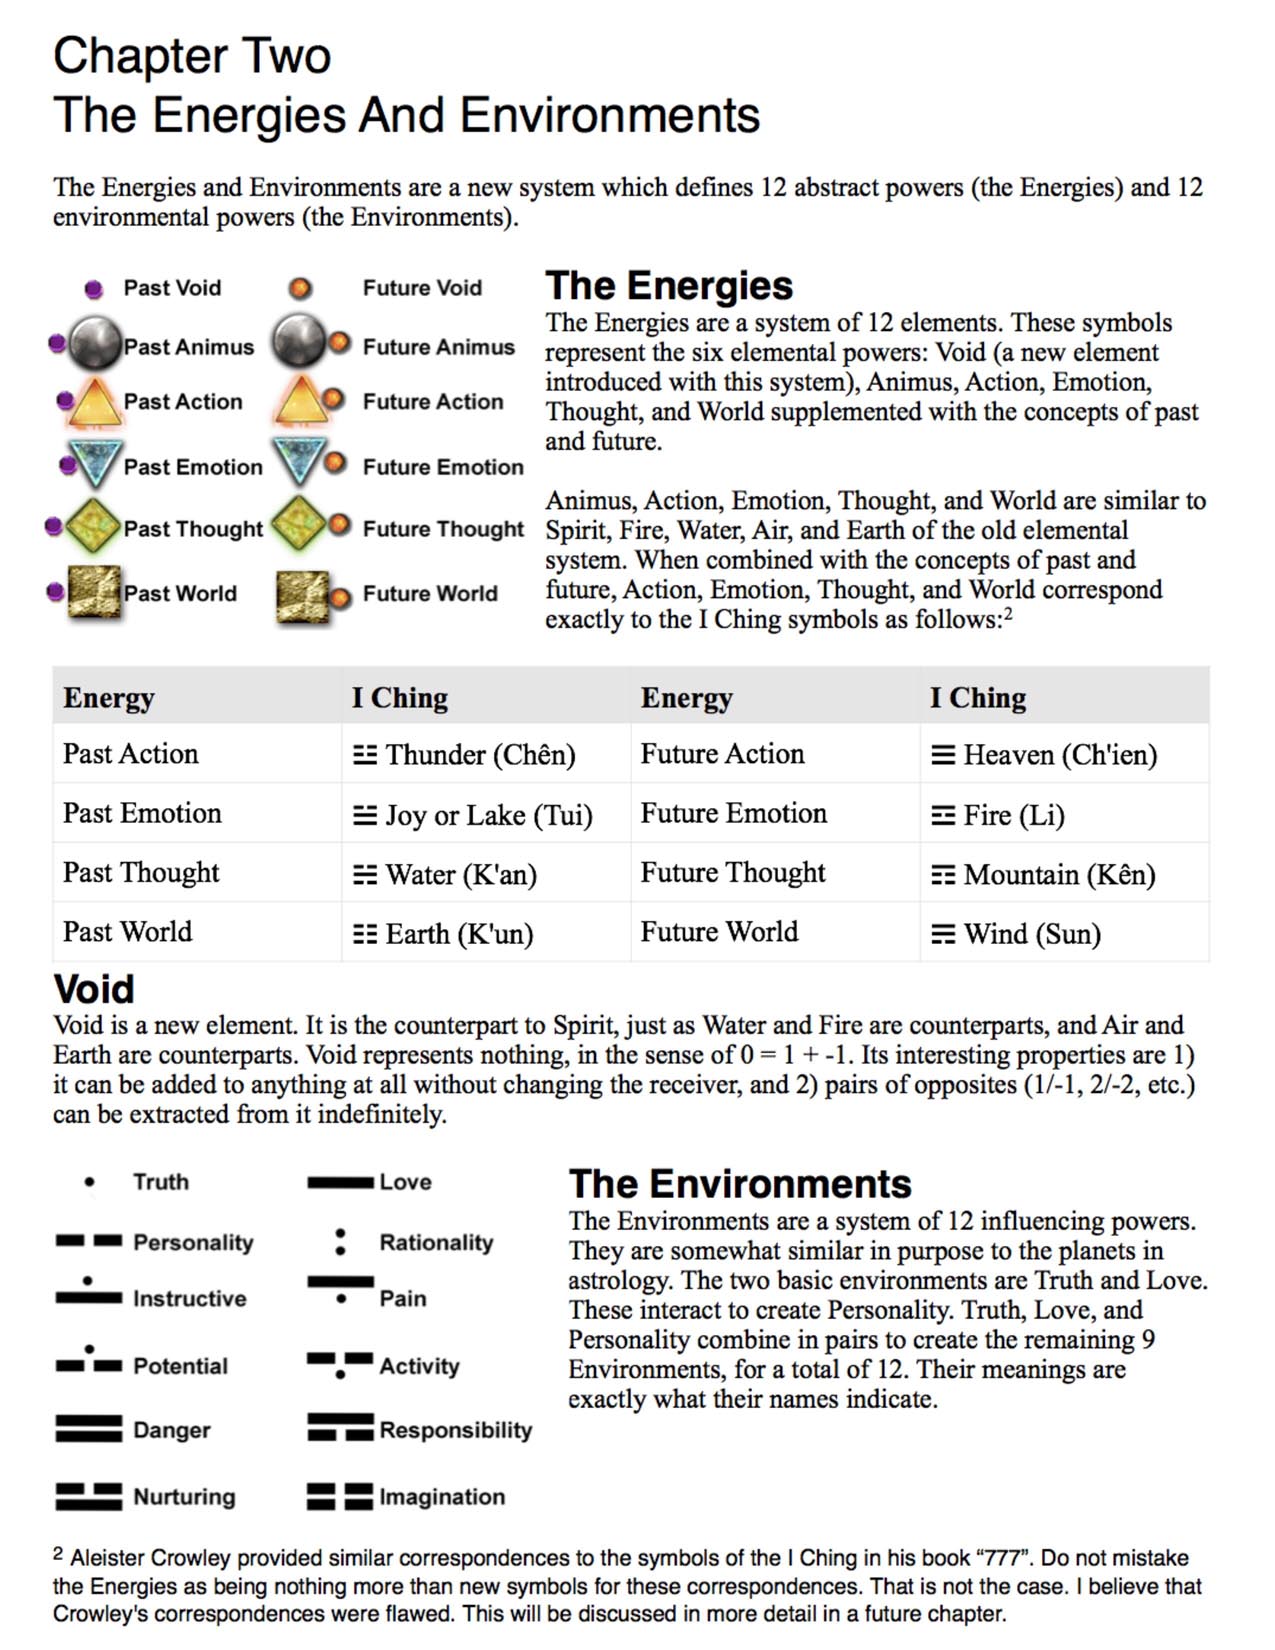 Chapter Two
The Energies And Environments
The Energies and Environments are a new system which defines 12 abstract powers (the Energies) and 12
environmental powers (the Environments).
Past Void
Future Void
Past Animus
Future Animus
Past Action
Future Action
Past Emotion
Future Emotion
Past Thought
Future Thought
Past World
Future World
The Energies
The Energies are a system of 12 elements. These symbols
represent the six elemental powers: Void (a new element
introduced with this system), Animus, Action, Emotion,
Thought, and World supplemented with the concepts of past
and future.
Animus, Action, Emotion, Thought, and World are similar to
Spirit, Fire, Water, Air, and Earth of the old elemental
system. When combined with the concepts of past and
future, Action, Emotion, Thought, and World correspond
exactly to the I Ching symbols as follows:²
Energy I Ching Energy I Ching
Past Action ☳ Thunder (Chên) Future Action ☰ Heaven (Ch'ien)
Past Emotion ☱ Joy or Lake (Tui) Future Emotion ☲ Fire (Li)
Past Thought ☵ Water (K'an) Future Thought ☶ Mountain (Kên)
Past World ☷ Earth (K'un) Future World ☴ Wind (Sun)
Void
Void is a new element. It is the counterpart to Spirit, just as Water and Fire are counterparts, and Air and
Earth are counterparts. Void represents nothing, in the sense of 0 = 1 + -1. Its interesting properties are 1)
it can be added to anything at all without changing the receiver, and 2) pairs of opposites (1/-1, 2/-2, etc.)
can be extracted from it indefinitely.
Truth
Love
Personality
Rationality
Instructive
Pain
Potential
Activity
Danger
Responsibility
Nurturing
Imagination
The Environments
The Environments are a system of 12 influencing powers.
They are somewhat similar in purpose to the planets in
astrology. The two basic environments are Truth and Love.
These interact to create Personality. Truth, Love, and
Personality combine in pairs to create the remaining 9
Environments, for a total of 12. Their meanings are
exactly what their names indicate.
² Aleister Crowley provided similar correspondences to the symbols of the I Ching in his book “777”. Do not mistake
the Energies as being nothing more than new symbols for these correspondences. That is not the case. I believe that
Crowley's correspondences were flawed. This will be discussed in more detail in a future chapter.